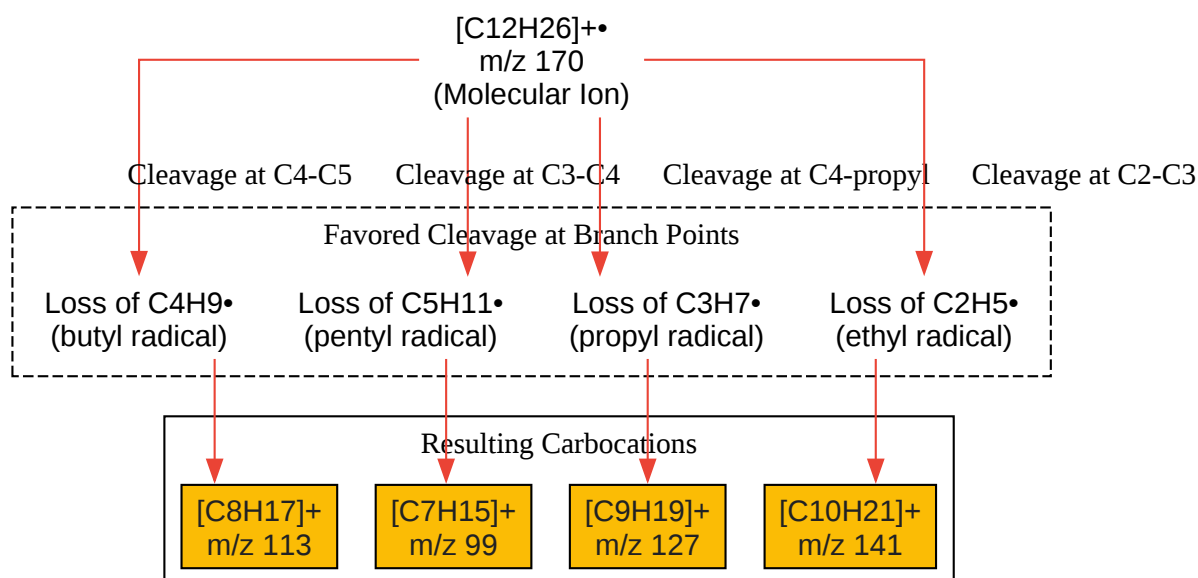 [C12H26]+•
m/z 170
(Molecular Ion)
Cleavage at C4-C5
Cleavage at C3-C4
Cleavage at C4-propyl
Cleavage at C2-C3
Favored Cleavage at Branch Points
Loss of C4H9•
(butyl radical)
Loss of C5H11•
(pentyl radical)
Loss of C3H7•
(propyl radical)
Loss of C2H5•
(ethyl radical)
Resulting Carbocations
[C8H17]+
m/z 113
[C7H15]+
m/z 99
[C9H19]+
m/z 127
[C10H21]+
m/z 141